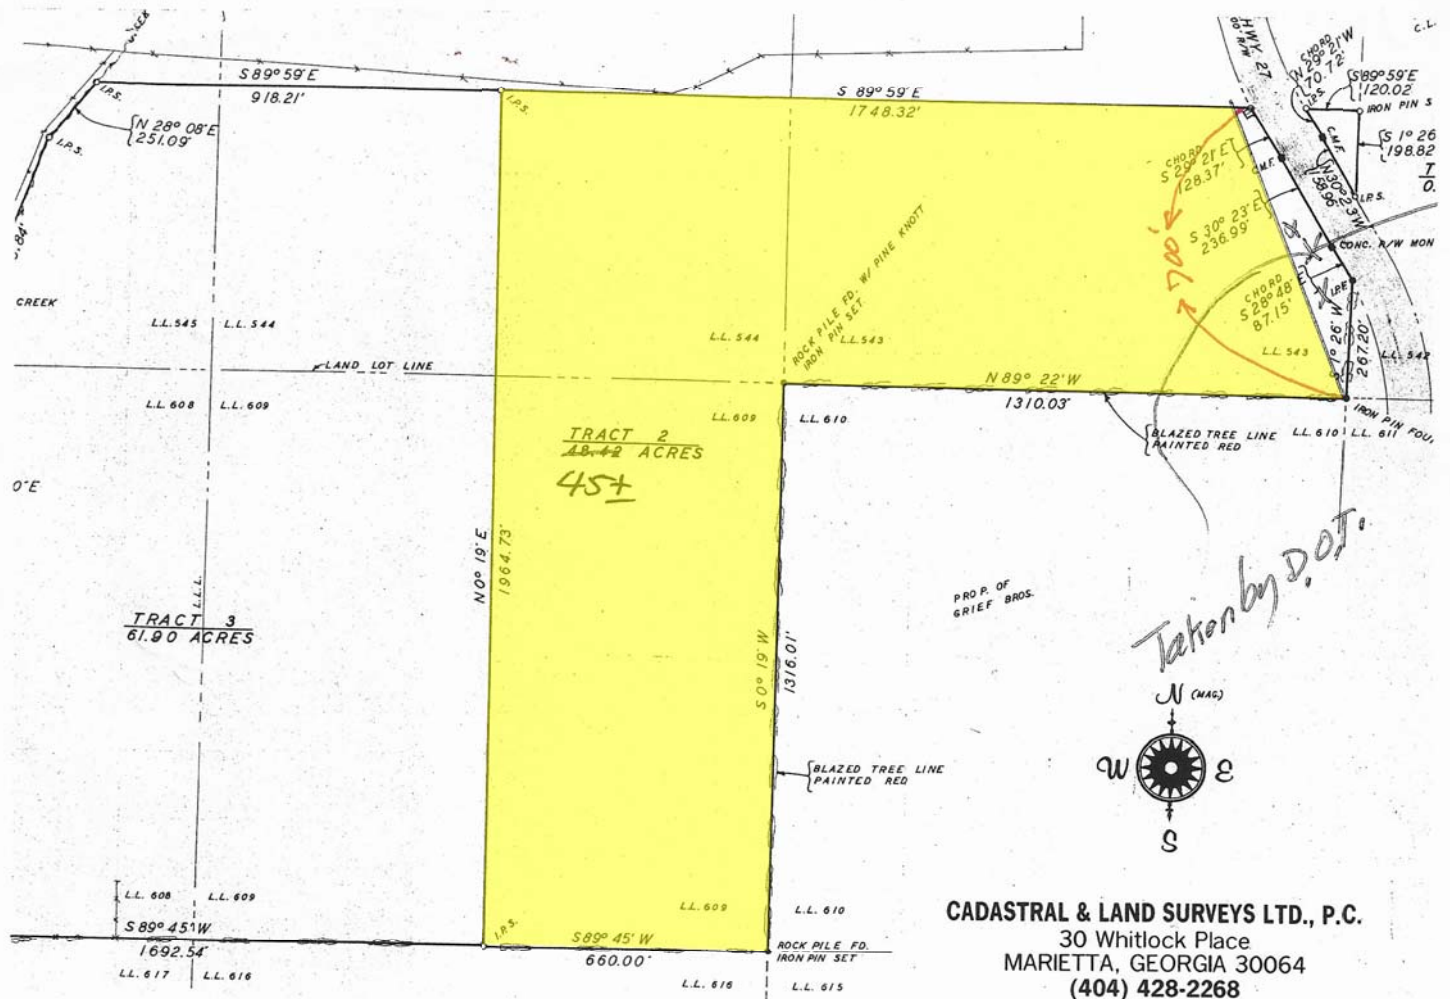 CREEK
S 89° 59' E
918.21'
I.P.S.
N 28° 08' E
251.09'
I.P.S.
I.P.S.
S 89° 59' E
1748.32'
HWY. 27
CHORD
N 29° 21' W
70.72'
I.P.S.
S 89° 59' E
120.02
IRON PIN S
C.L.
C.M.F.
S 1° 26
198.82
T
O.
N 30° 23' W
158.96'
I.P.S.
CHORD
S 29° 21' E
128.37'
C.M.F.
S 30° 23' E
236.99'
CONC. R/W MON
CHORD
S 28° 48'
87.15'
700'
S 1° 26' W
267.20'
ROCK PILE FD. W/ PINE KNOTT
IRON PIN SET
CREEK
L.L. 545
L.L. 544
L.L. 544
L.L. 543
L.L. 543
L.L. 542
LAND LOT LINE
N 89° 22' W
1310.03'
L.L. 608
L.L. 609
L.L. 609
L.L. 610
IRON PIN FOU.
BLAZED TREE LINE
PAINTED RED
L.L. 610
L.L. 611
TRACT 2
48.42 ACRES
45±
0'E
N 0° 19' E
1964.73'
Taken by D.O.T.
PROP. OF
GRIEF BROS.
L.L.L.
TRACT 3
61.90 ACRES
S 0° 19' W
1316.01'
N (MAG.)
W
E
S
BLAZED TREE LINE
PAINTED RED
L.L. 608
L.L. 609
L.L. 609
L.L. 610
S 89° 45' W
1692.54'
I.P.S.
S 89° 45' W
660.00'
ROCK PILE FD.
IRON PIN SET
L.L. 617
L.L. 616
L.L. 616
L.L. 615
CADASTRAL & LAND SURVEYS LTD., P.C.
30 Whitlock Place
MARIETTA, GEORGIA 30064
(404) 428-2268